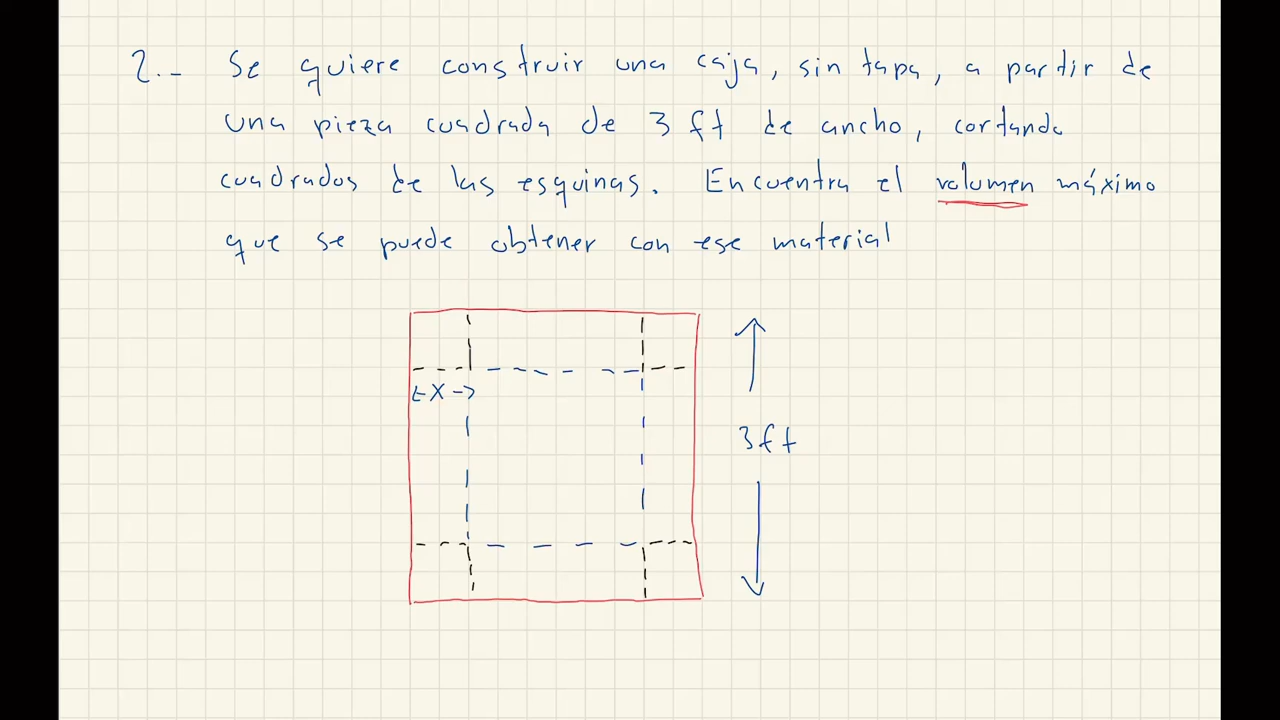 2.- Se quiere construir una caja, sin tapa, a partir de
una pieza cuadrada de 3 ft de ancho, cortando
cuadrados de las esquinas. Encuentra el volumen máximo
que se puede obtener con ese material
x
3ft